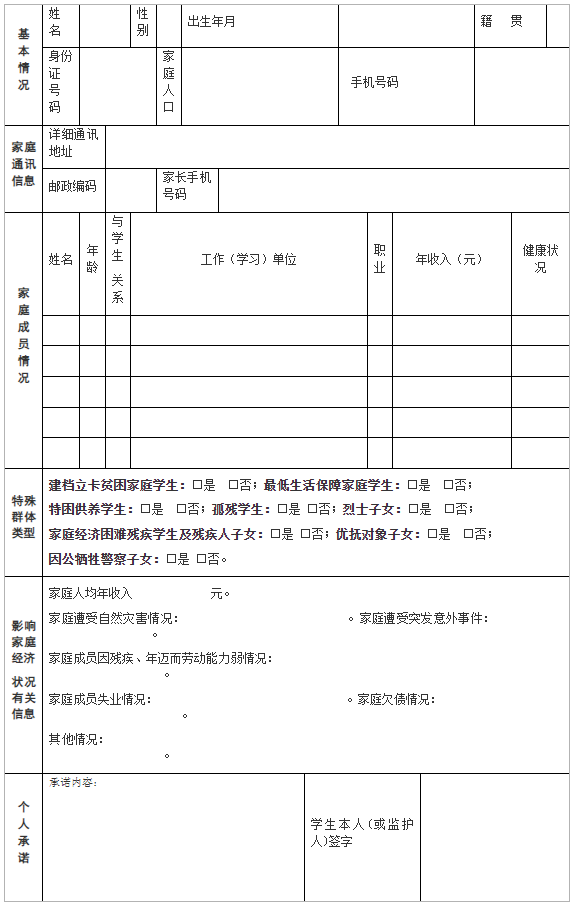 基本情况
姓名
性别
出生年月
籍 贯
身份证号码
家庭人口
手机号码
家庭通讯信息
详细通讯地址
邮政编码
家长手机号码
家庭成员情况
姓名
年龄
与学生关系
工作（学习）单位
职业
年收入（元）
健康状况
特殊群体类型
建档立卡贫困家庭学生：□是 □否；最低生活保障家庭学生：□是 □否；
特困供养学生：□是 □否；孤残学生：□是 □否；烈士子女：□是 □否；
家庭经济困难残疾学生及残疾人子女：□是 □否；优抚对象子女：□是 □否；
因公牺牲警察子女：□是 □否。
影响家庭经济状况有关信息
家庭人均年收入 元。
家庭遭受自然灾害情况： 。家庭遭受突发意外事件：
。
家庭成员因残疾、年迈而劳动能力弱情况：
。
家庭成员失业情况： 。家庭欠债情况：
。
其他情况：
。
个人承诺
承诺内容：
学生本人(或监护人)签字